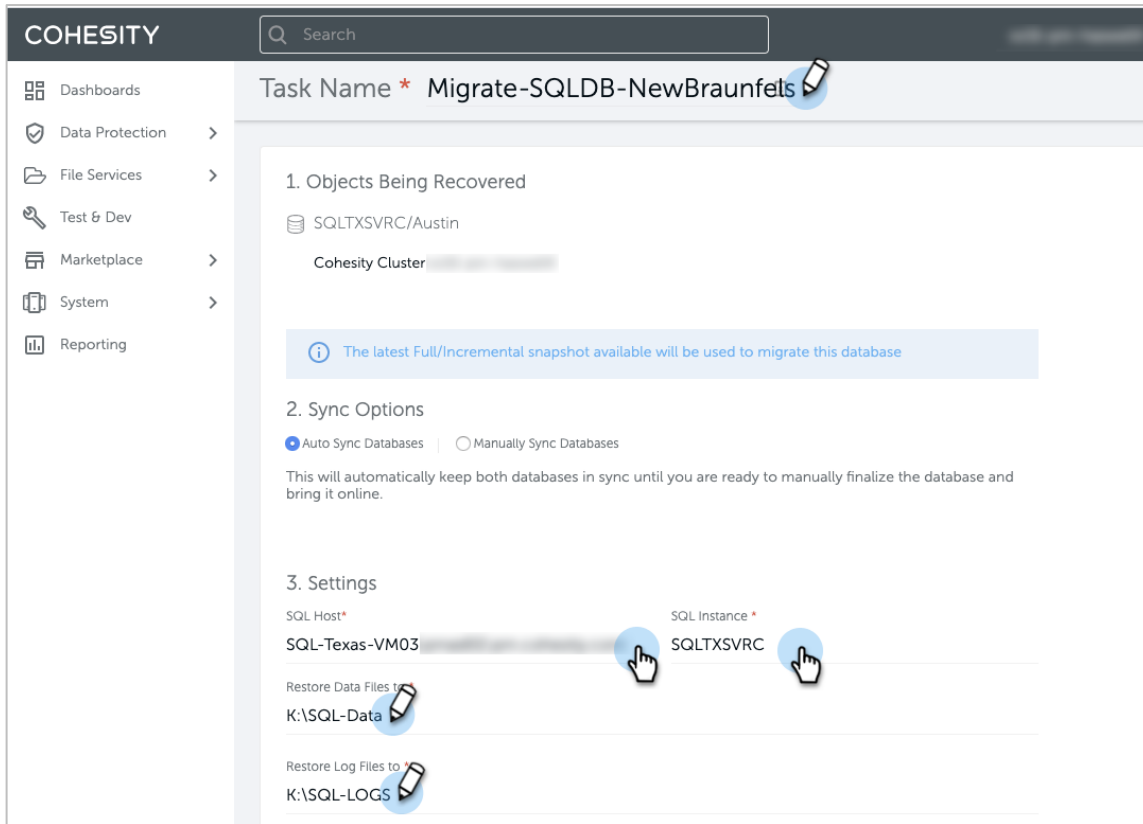 COHESITY
Search
Dashboards
Data Protection
File Services
Test & Dev
Marketplace
System
Reporting
Task Name * Migrate-SQLDB-NewBraunfels
1. Objects Being Recovered
SQLTXSVRC/Austin
Cohesity Cluster
The latest Full/Incremental snapshot available will be used to migrate this database
2. Sync Options
Auto Sync Databases Manually Sync Databases
This will automatically keep both databases in sync until you are ready to manually finalize the database and
bring it online.
3. Settings
SQL Host* SQL Instance *
SQL-Texas-VM03 SQLTXSVRC
Restore Data Files to *
K:\SQL-Data
Restore Log Files to *
K:\SQL-LOGS